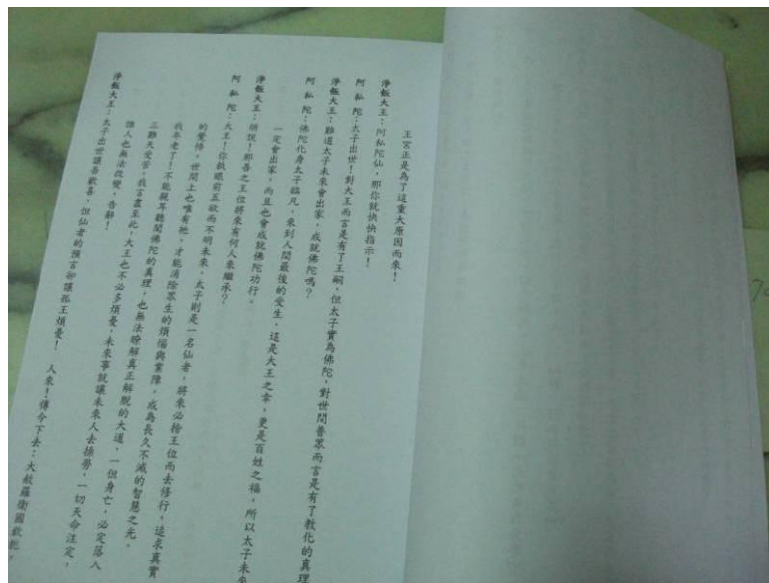 王宮正是為了這重大原因而來！
淨飯大王：阿私陀仙，那你就快快指示！
阿私陀：太子出世！對大王而言是有了王嗣，但太子實為佛陀，對世間普眾而言是有了教化的真理
淨飯大王：難道太子未來會出家，成就佛陀嗎？
阿私陀：佛陀化身太子臨凡，來到人間最後的受生，這是大王之幸，更是百姓之福，所以太子未來
一定會出家，而且也會成就佛陀功行。
淨飯大王：胡說！那吾之王位將來有何人來繼承？
阿私陀：大王！你執眼前五欲而不明未來，太子則是一名仙者，將來必捨王位而去修行，追求真實
的覺悟。世間上也唯有祂，才能消除眾生的煩惱與業障，成為長久不滅的智慧之光。
我年老了！不能親耳聽聞佛陀的真理，也無法瞭解真正解脫的大道，一但身亡，必定落入
三難天受苦，我言盡至此，大王也不必多煩憂，未來事就讓未來人去操勞，一切天命注定，
誰人也無法改變，告辭！
淨飯大王：太子出世讓吾歡喜，但仙者的預言卻讓孤王煩憂！ 人來！傳令下去：大赦羅衛國欽犯，